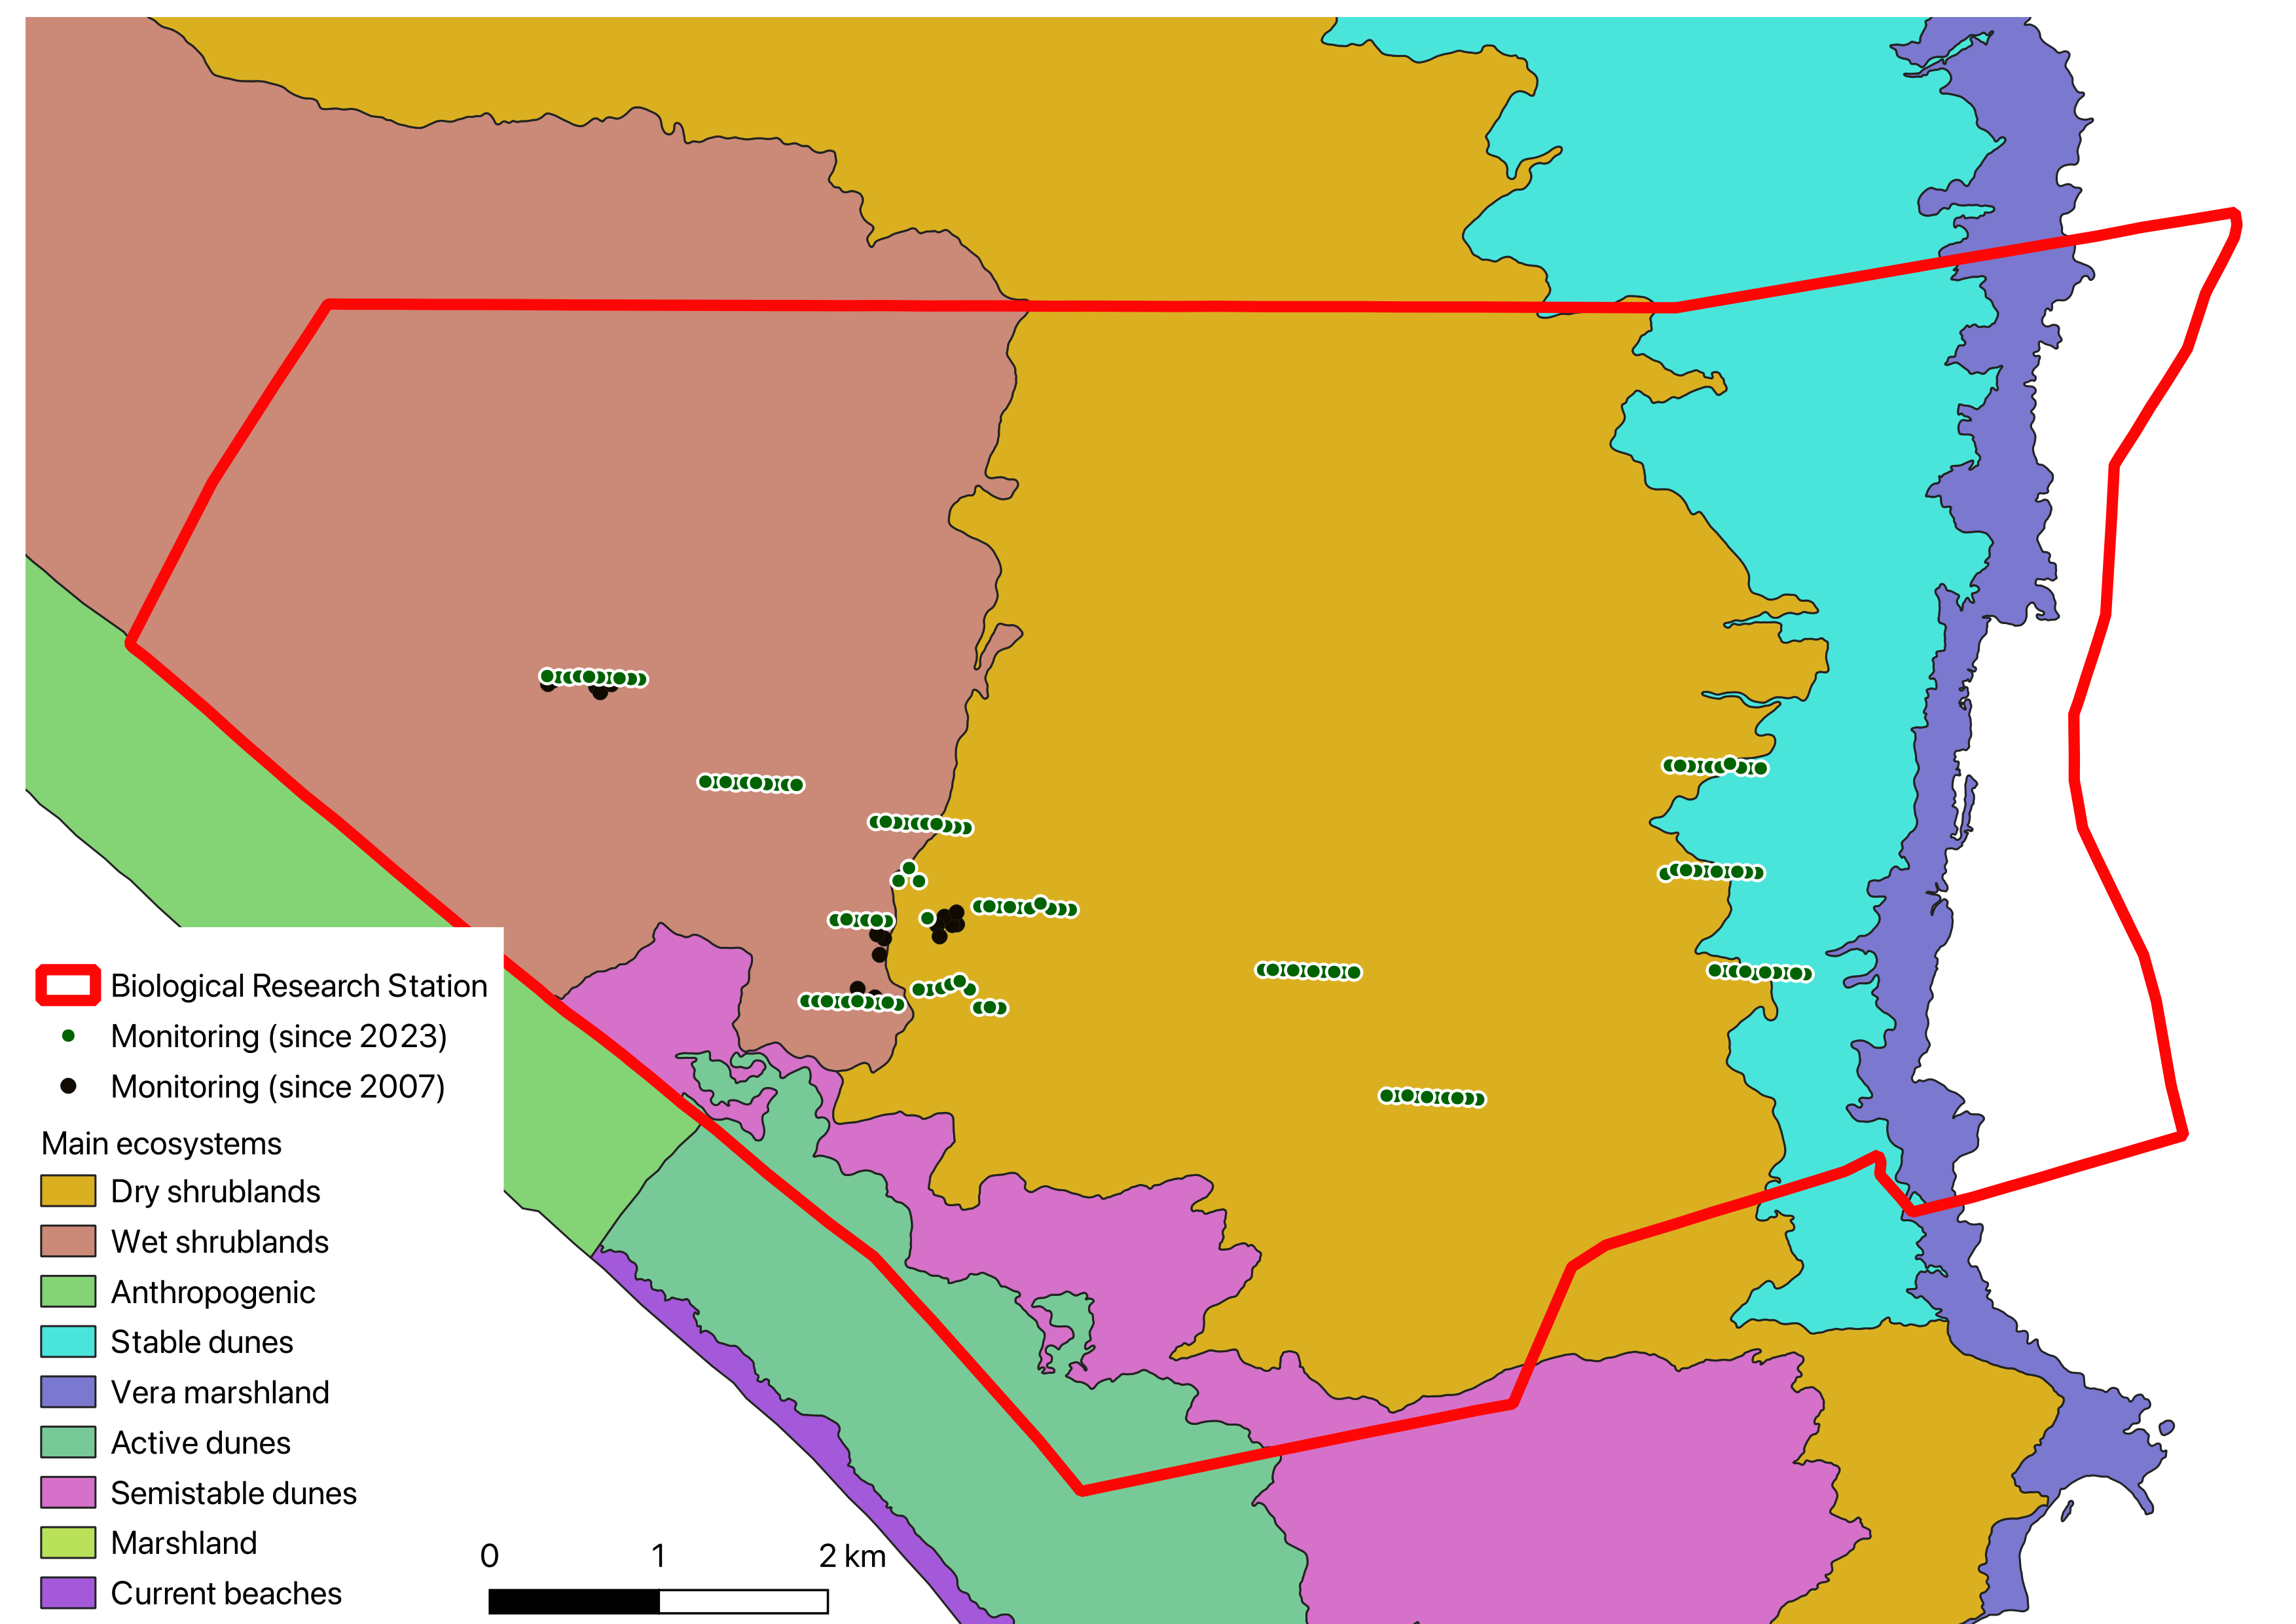 Biological Research Station
Monitoring (since 2023)
Monitoring (since 2007)
Main ecosystems
Dry shrublands
Wet shrublands
Anthropogenic
Stable dunes
Vera marshland
Active dunes
Semistable dunes
Marshland
Current beaches
0 1 2 km